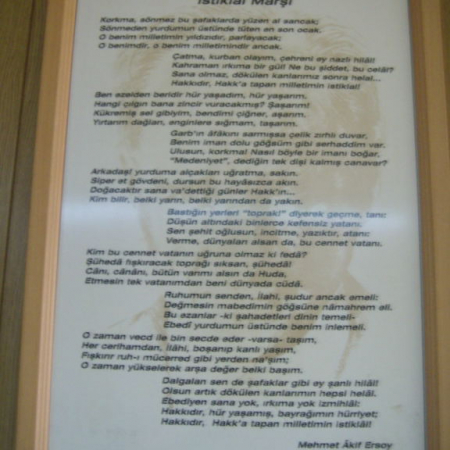 İstiklâl Marşı
Korkma, sönmez bu şafaklarda yüzen al sancak;
Sönmeden yurdumun üstünde tüten en son ocak.
O benim milletimin yıldızıdır, parlayacak;
O benimdir, o benim milletimindir ancak.
Çatma, kurban olayım, çehrani ey nazlı hilâl!
Kahraman ırkıma bir gül! Ne bu şiddet, bu celâl?
Sana olmaz, dökülen kanlarımız sonra helal...
Hakkıdır, Hakk'a tapan milletimin istiklal!
Ben ezelden beridir hür yaşadım, hür yaşarım,
Hangi çılgın bana zincir vuracakmış? Şaşarım!
Kükremiş sel gibiyim, bendimi çiğner, aşarım,
Yırtarım dağları, enginlere sığmam, taşarım.
Garb'ın âfâkını sarmışsa çelik zırhlı duvar,
Benim iman dolu göğsüm gibi serhaddim var.
Ulusun, korkma! Nasıl böyle bir imanı boğar,
"Medeniyet", dediğin tek dişi kalmış canavar?
Arkadaş! yurduma alçakları uğratma, sakın.
Siper et gövdeni, dursun bu hayâsızca akın.
Doğacaktır sana va'dettiği günler Hakk'ın...
Kim bilir, belki yarın, belki yarından da yakın.
Bastığın yerleri "toprak!" diyerek geçme, tanı:
Düşün altındaki binlerce kefensiz yatanı.
Sen şehit oğlusun, incitme, yazıktır, atanı:
Verme, dünyaları alsan da, bu cennet vatanı.
Kim bu cennet vatanın uğruna olmaz ki fedâ?
Şühedâ fışkıracak toprağı sıksan, şühedâ!
Cânı, cânânı, bütün varımı alsın da Huda,
Etmesin tek vatanımdan beni dünyada cüdâ.
Ruhumun senden, İlahi, şudur ancak emeli:
Değmesin mabedimin göğsüne nâmahrem eli.
Bu ezanlar -ki şahadetleri dinin temeli-
Ebedî yurdumun üstünde benim inlemeli.
O zaman vecd ile bin secde eder -varsa- taşım,
Her cerihamdan, İlâhi, boşanıp kanlı yaşım,
Fışkırır ruh-ı mücerred gibi yerden na'şım;
O zaman yükselerek arşa değer belki başım.
Dalgalan sen de şafaklar gibi ey şanlı hilâl!
Olsun artık dökülen kanlarımın hepsi helâl.
Ebediyen sana yok, ırkıma yok izmihlâl:
Hakkıdır, hür yaşamış, bayrağımın hürriyet;
Hakkıdır, Hakk'a tapan milletimin istiklâl!
Mehmet Âkif Ersoy